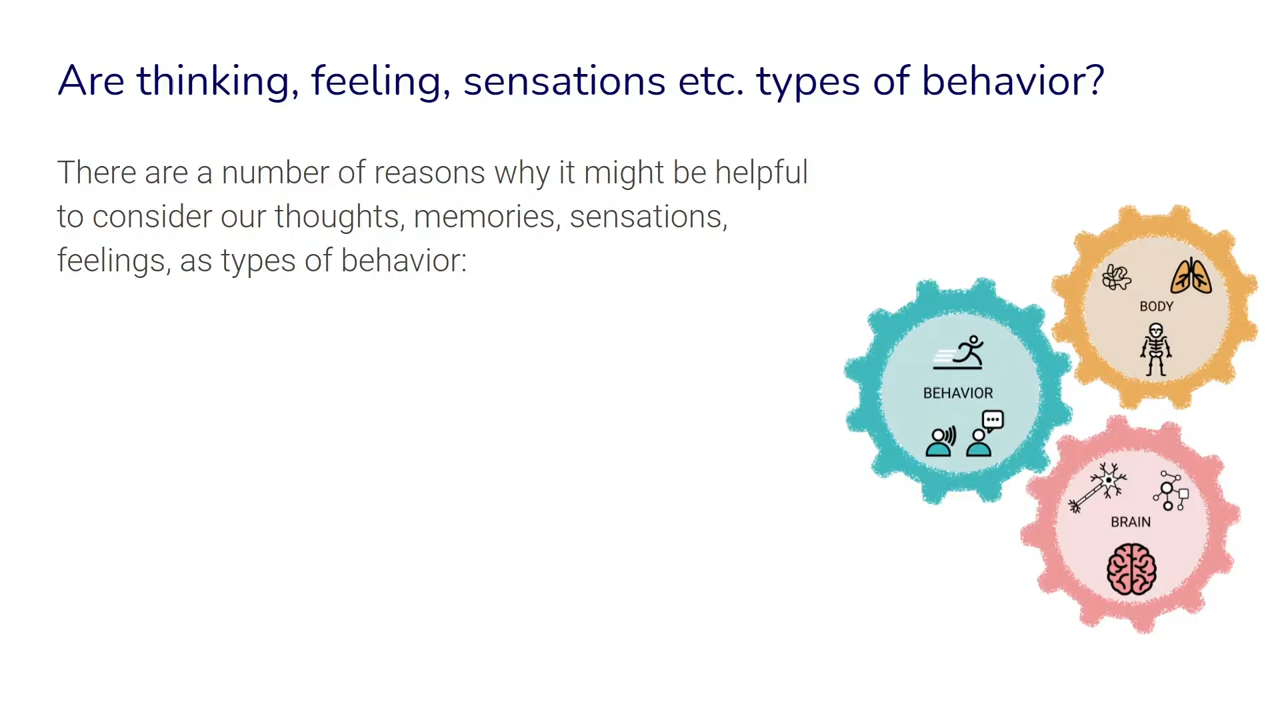 Are thinking, feeling, sensations etc. types of behavior?
There are a number of reasons why it might be helpful
to consider our thoughts, memories, sensations,
feelings, as types of behavior:
BODY
BEHAVIOR
BRAIN